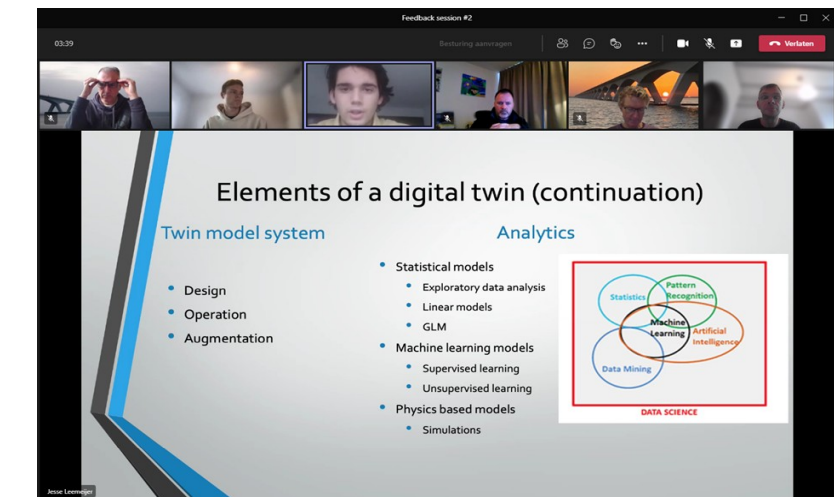 Feedback session #2
03:39
Besturing aanvragen
Verlaten
Elements of a digital twin (continuation)
Twin model system
• Design
• Operation
• Augmentation
Analytics
• Statistical models
• Exploratory data analysis
• Linear models
• GLM
• Machine learning models
• Supervised learning
• Unsupervised learning
• Physics based models
• Simulations
Statistics
Pattern
Recognition
Machine
Learning
Artificial
Intelligence
Data Mining
DATA SCIENCE
Jesse Leemeijer